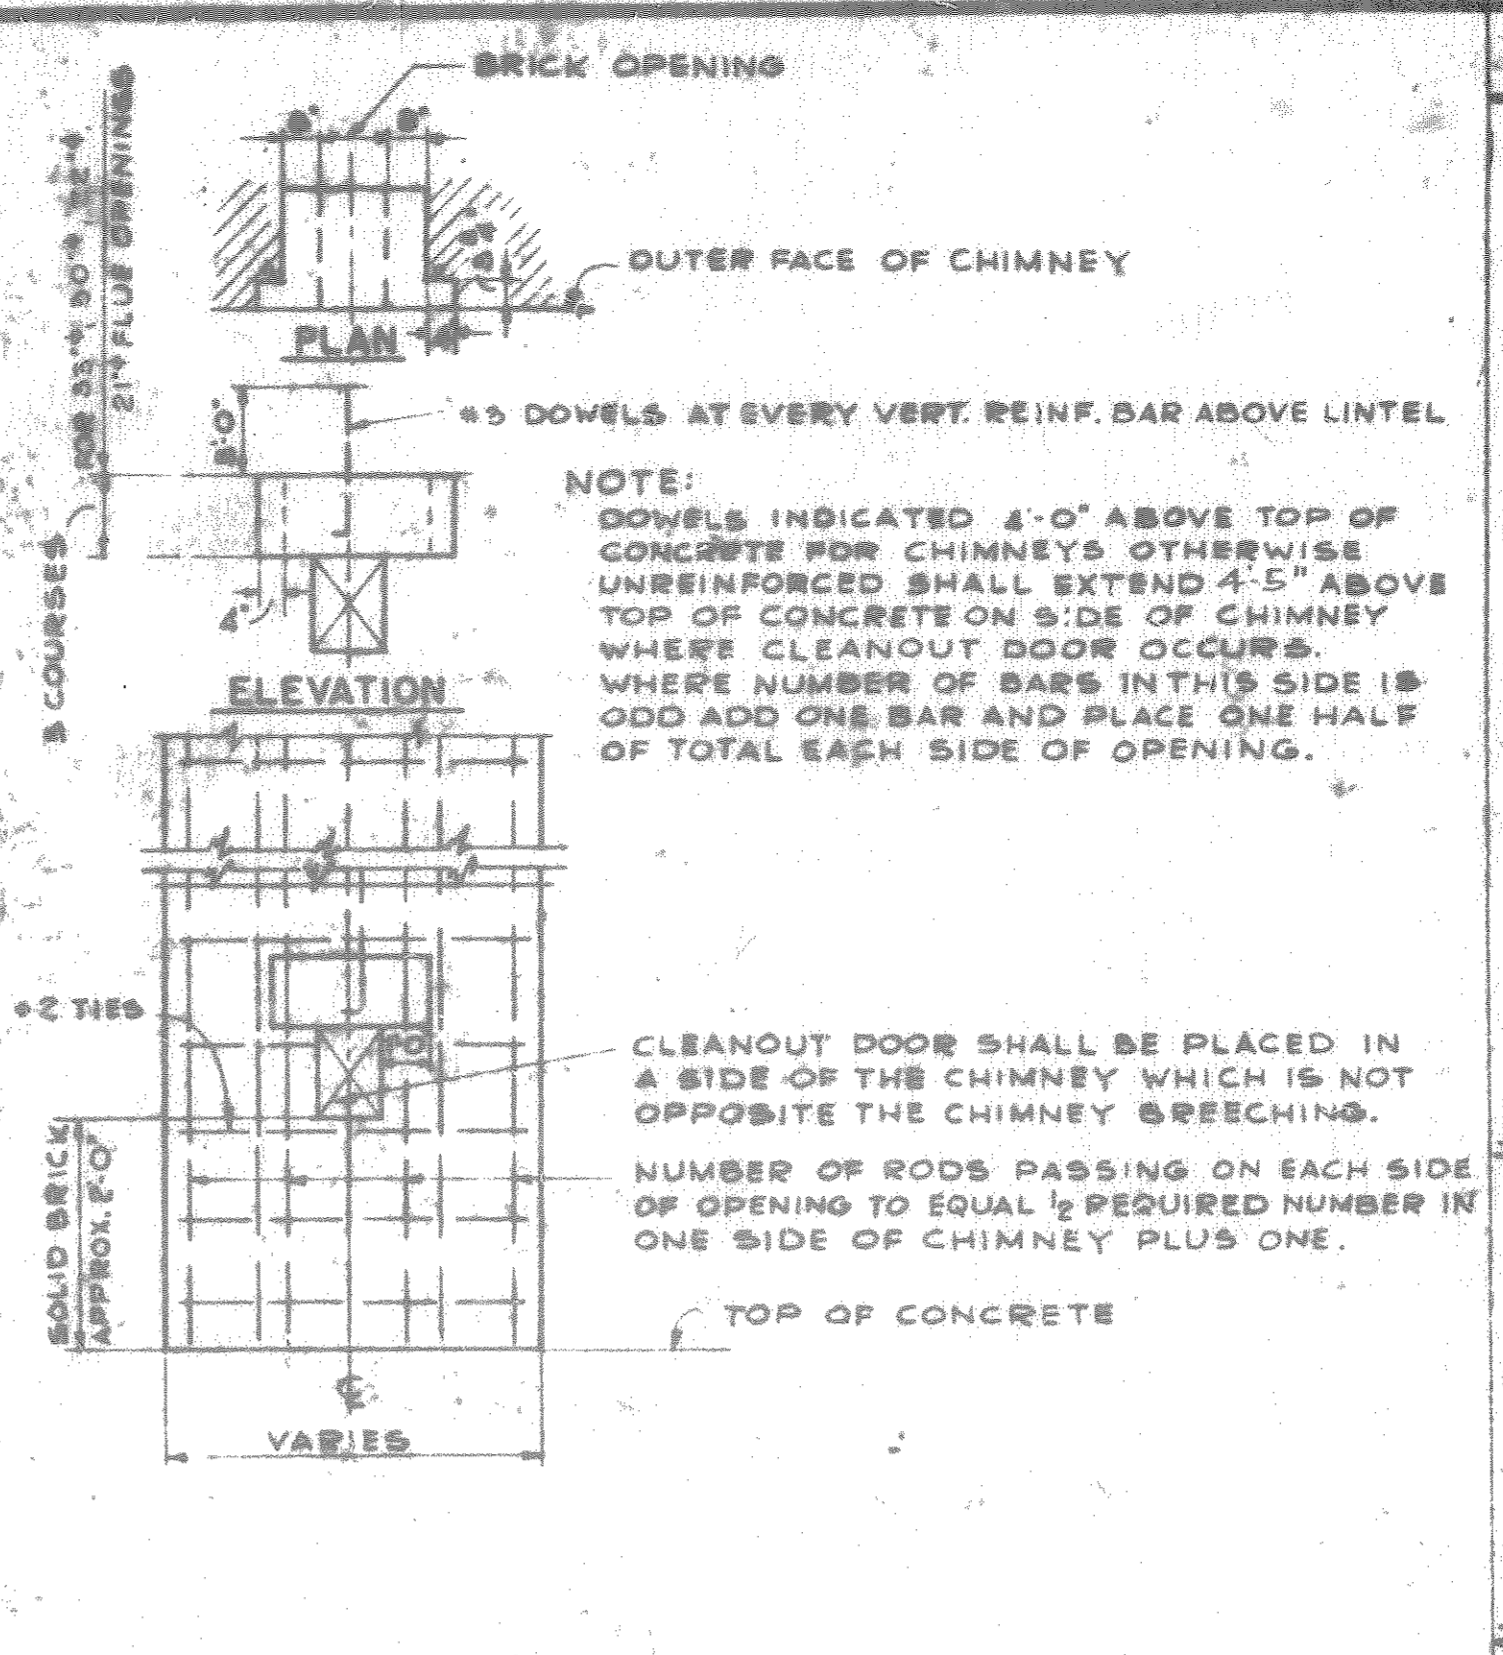 BRICK OPENING
8" 8"
OUTER FACE OF CHIMNEY
PLAN
21" FLUE OPENINGS
#3 DOWELS AT EVERY VERT. REINF. BAR ABOVE LINTEL
NOTE:
DOWELS INDICATED 4'-0" ABOVE TOP OF
CONCRETE FOR CHIMNEYS OTHERWISE
UNREINFORCED SHALL EXTEND 4'-5" ABOVE
TOP OF CONCRETE ON SIDE OF CHIMNEY
WHERE CLEANOUT DOOR OCCURS.
WHERE NUMBER OF BARS IN THIS SIDE IS
ODD ADD ONE BAR AND PLACE ONE HALF
OF TOTAL EACH SIDE OF OPENING.
3 COURSES
4"
ELEVATION
#2 TIES
CLEANOUT DOOR SHALL BE PLACED IN
A SIDE OF THE CHIMNEY WHICH IS NOT
OPPOSITE THE CHIMNEY BREECHING.
NUMBER OF RODS PASSING ON EACH SIDE
OF OPENING TO EQUAL 1/2 REQUIRED NUMBER IN
ONE SIDE OF CHIMNEY PLUS ONE.
SOLID BRICK
APPROX. 2'-0"
TOP OF CONCRETE
VARIES